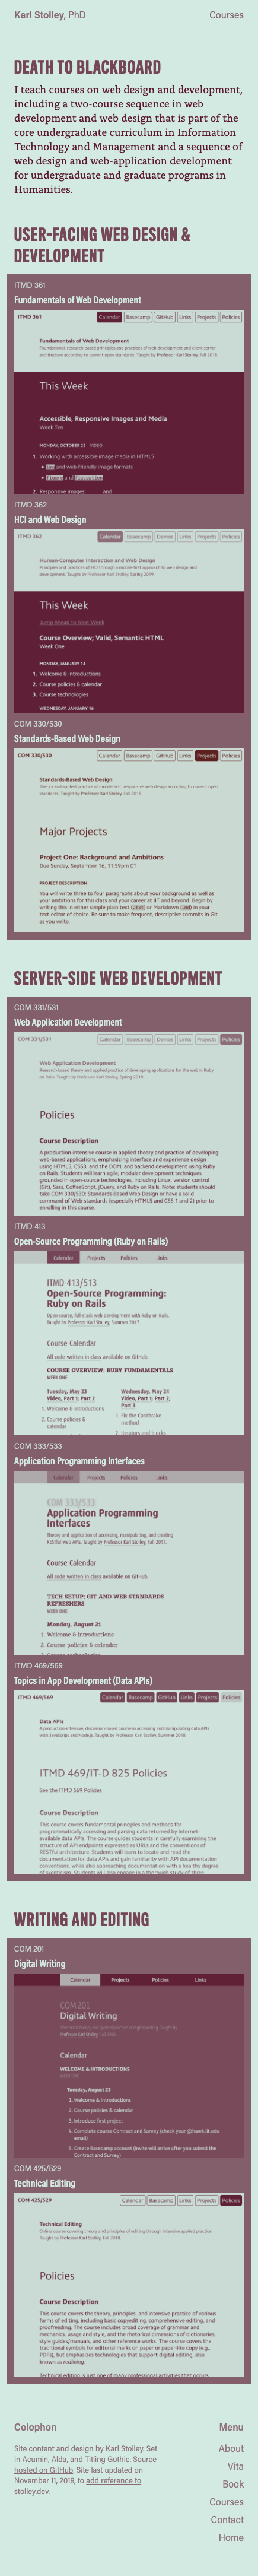 Karl Stolley, PhD
Courses
DEATH TO BLACKBOARD
I teach courses on web design and development,
including a two-course sequence in web
development and web design that is part of the
core undergraduate curriculum in Information
Technology and Management and a sequence of
web design and web-application development
for undergraduate and graduate programs in
Humanities.
USER-FACING WEB DESIGN &
DEVELOPMENT
ITMD 361
Fundamentals of Web Development
ITMD 361
Calendar Basecamp GitHub Links Projects Policies
Fundamentals of Web Development
Foundational, research-based principles and practices of web development and client-server
architecture according to current open standards. Taught by Professor Karl Stolley, Fall 2018.
This Week
Accessible, Responsive Images and Media
Week Ten
MONDAY, OCTOBER 22 VIDEO
1. Working with accessible image media in HTML5:
and web-friendly image formats
figure and figcaption
2. Responsive images: and
ITMD 362
HCI and Web Design
ITMD 362
Calendar Basecamp Demos Links Projects Policies
Human-Computer Interaction and Web Design
Principles and practices of HCI through a mobile-first approach to web design and
development. Taught by Professor Karl Stolley, Spring 2019.
This Week
Jump Ahead to Next Week
Course Overview; Valid, Semantic HTML
Week One
MONDAY, JANUARY 14
1. Welcome & introductions
2. Course policies & calendar
3. Course technologies
WEDNESDAY, JANUARY 16
COM 330/530
Standards-Based Web Design
COM 330/530
Calendar Basecamp GitHub Links Projects Policies
Standards-Based Web Design
Theory and applied practice of mobile-first, responsive web design according to current open
standards. Taught by Professor Karl Stolley, Fall 2018.
Major Projects
Project One: Background and Ambitions
Due Sunday, September 16, 11:59pm CT
PROJECT DESCRIPTION
You will write three to four paragraphs about your background as well as
your ambitions for this class and your career at IIT and beyond. Begin by
writing this in either simple plain text (.txt) or Markdown (.md) in your
text-editor of choice. Be sure to make frequent, descriptive commits in Git
as you write.
SERVER-SIDE WEB DEVELOPMENT
COM 331/531
Web Application Development
COM 331/531
Calendar Basecamp Demos Links Projects Policies
Web Application Development
Research-based theory and applied practice of developing applications for the web in Ruby
on Rails. Taught by Professor Karl Stolley, Spring 2019.
Policies
Course Description
A production-intensive course in applied theory and practice of developing
web-based applications, emphasizing interface and experience design
using HTML5, CSS3, and the DOM; and backend development using Ruby
on Rails. Students will learn agile, modular development techniques
grounded in open-source technologies, including Linux, version control
(Git), Sass, CoffeeScript, jQuery, and Ruby on Rails. Note: students should
take COM 330/530: Standards-Based Web Design or have a solid
command of Web standards (especially HTML5 and CSS 1 and 2) prior to
enrolling in this course.
ITMD 413
Open-Source Programming (Ruby on Rails)
Calendar Projects Policies Links
ITMD 413/513
Open-Source Programming:
Ruby on Rails
Open-source, full-stack web development with Ruby on Rails.
Taught by Professor Karl Stolley, Summer 2017.
Course Calendar
All code written in class available on GitHub.
COURSE OVERVIEW; RUBY FUNDAMENTALS
WEEK ONE
Tuesday, May 23
Video, Part 1; Part 2
1. Welcome & introductions
2. Course policies &
calendar
Wednesday, May 24
Video, Part 1; Part 2;
Part 3
1. Fix the Cantbrake
method
2. Iterators and blocks
COM 333/533
Application Programming Interfaces
Calendar Projects Policies Links
COM 333/533
Application Programming
Interfaces
Theory and application of accessing, manipulating, and creating
RESTful web APIs. Taught by Professor Karl Stolley, Fall 2017.
Course Calendar
All code written in class available on GitHub.
TECH SETUP; GIT AND WEB STANDARDS
REFRESHERS
WEEK ONE
Monday, August 21
1. Welcome & introductions
2. Course policies & calendar
ITMD 469/569
Topics in App Development (Data APIs)
ITMD 469/569
Calendar Basecamp GitHub Links Projects Policies
Data APIs
A production-intensive, discussion-based course in accessing and manipulating data APIs
with JavaScript and Node.js. Taught by Professor Karl Stolley, Summer 2018.
ITMD 469/IT-D 825 Policies
See the ITMD 569 Policies
Course Description
This course covers fundamental principles and methods for
programmatically accessing and parsing data returned by internet-
available data APIs. The course guides students in carefully examining the
structure of API endpoints expressed as URLs and the conventions of
RESTful architecture. Students will learn to locate and read the
documentation for data APIs and gain familiarity with API documentation
conventions, while also approaching documentation with a healthy degree
of skepticism. Students will also engage in a thorough study of three
WRITING AND EDITING
COM 201
Digital Writing
Calendar Projects Policies Links
COM 201
Digital Writing
Professor Karl Stolley
Calendar
WELCOME & INTRODUCTIONS
WEEK ONE
Tuesday, August 23
1. Welcome & Introductions
2. Course policies & calendar
3. Introduce first project
4. Complete course Contract and Survey (check your @hawk.iit.edu
email)
5. Create Basecamp account (invite will arrive after you submit the
Contract and Survey)
COM 425/529
Technical Editing
COM 425/529
Calendar Basecamp Links Projects Policies
Technical Editing
Online course covering theory and principles of editing through intensive applied practice.
Taught by Professor Karl Stolley, Fall 2018.
Policies
Course Description
This course covers the theory, principles, and intensive practice of various
forms of editing, including basic copyediting, comprehensive editing, and
proofreading. The course includes broad coverage of grammar and
mechanics, usage and style, and the rhetorical dimensions of dictionaries,
style guides/manuals, and other reference works. The course covers the
traditional symbols for editorial marks on paper or paper-like copy (e.g.,
PDFs), but emphasizes technologies that support digital editing, also
known as redlining.
Technical editing is just one of many professional activities that occurs
Colophon
Site content and design by Karl Stolley. Set
in Acumin, Alda, and Titling Gothic. Source
hosted on GitHub. Site last updated on
November 11, 2019, to add reference to
stolley.dev.
Menu
About
Vita
Book
Courses
Contact
Home